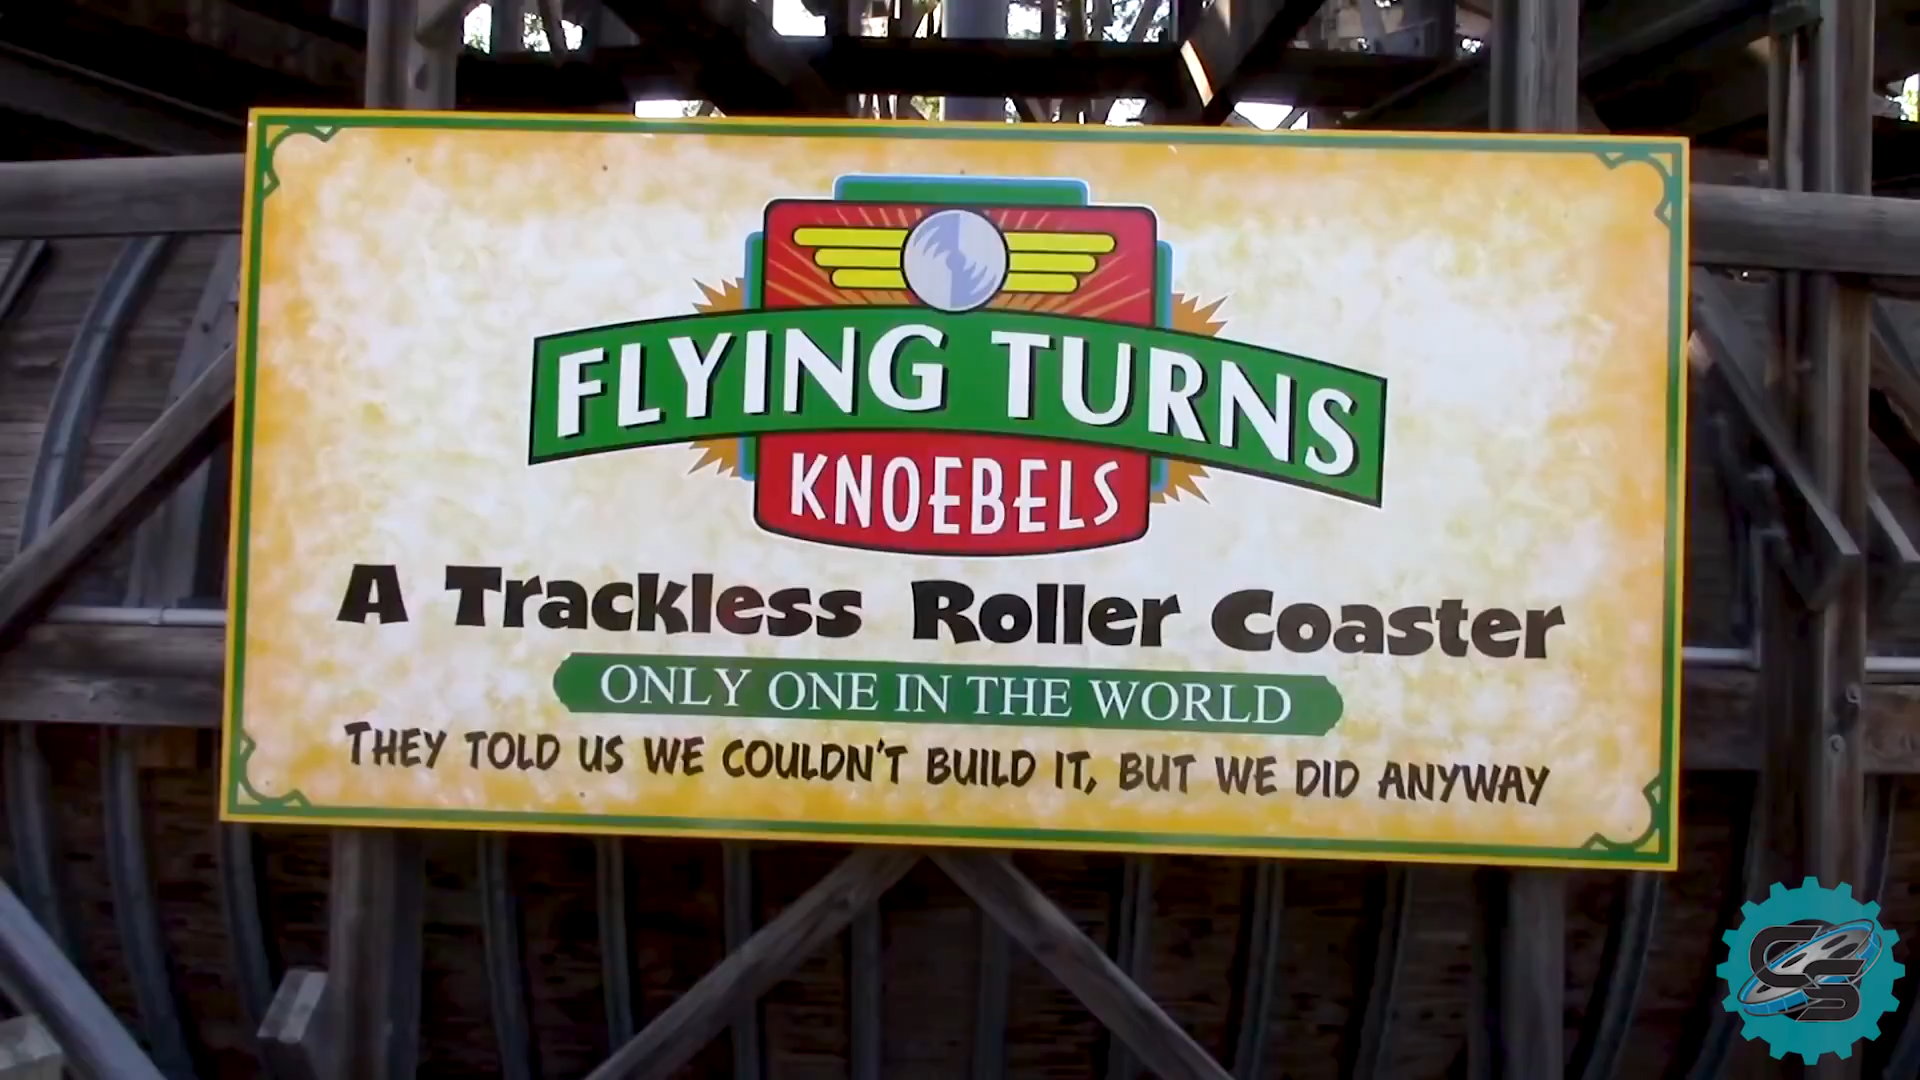 FLYING TURNS
KNOEBELS
A Trackless Roller Coaster
ONLY ONE IN THE WORLD
THEY TOLD US WE COULDN'T BUILD IT, BUT WE DID ANYWAY
CS